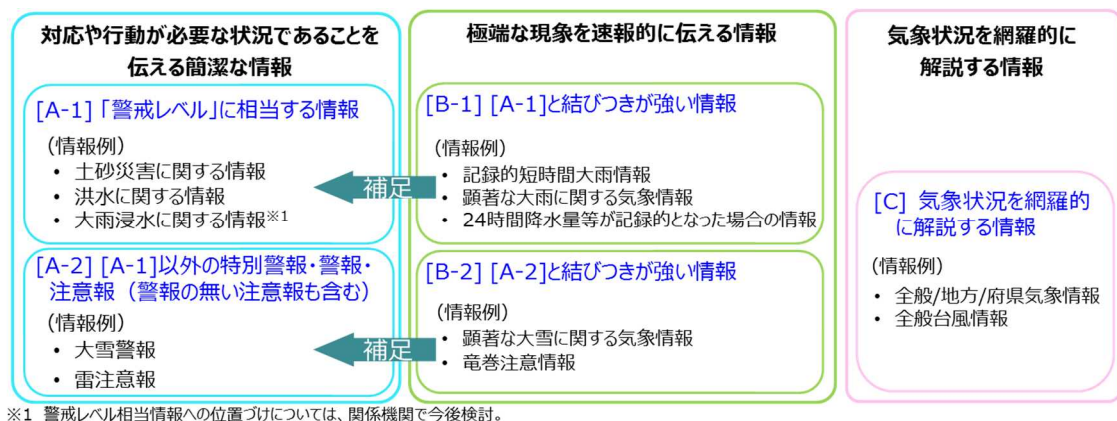 対応や行動が必要な状況であることを
伝える簡潔な情報
[A-1]「警戒レベル」に相当する情報
（情報例）
• 土砂災害に関する情報
• 洪水に関する情報
• 大雨浸水に関する情報※1
[A-2] [A-1]以外の特別警報・警報・
注意報（警報の無い注意報も含む）
（情報例）
• 大雪警報
• 雷注意報
補足
補足
極端な現象を速報的に伝える情報
[B-1] [A-1]と結びつきが強い情報
（情報例）
• 記録的短時間大雨情報
• 顕著な大雨に関する気象情報
• 24時間降水量等が記録的となった場合の情報
[B-2] [A-2]と結びつきが強い情報
（情報例）
• 顕著な大雪に関する気象情報
• 竜巻注意情報
気象状況を網羅的に
解説する情報
[C] 気象状況を網羅的
に解説する情報
（情報例）
• 全般/地方/府県気象情報
• 全般台風情報
※1 警戒レベル相当情報への位置づけについては、関係機関で今後検討。